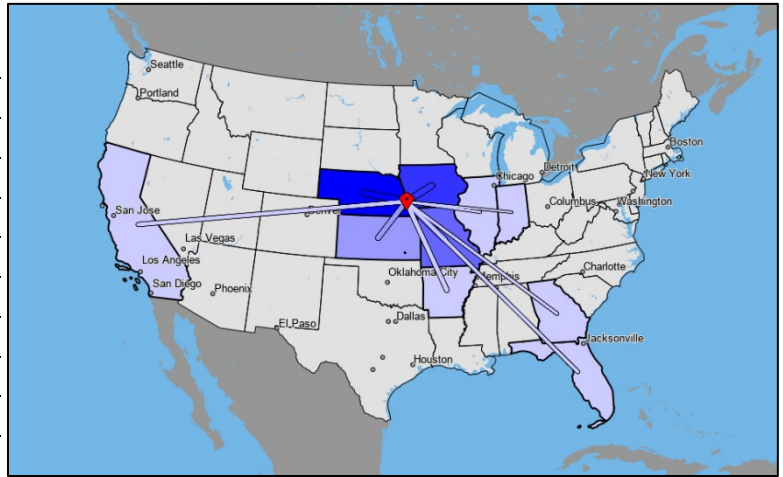 Seattle
Portland
Boston
Detroit
Chicago
New York
Columbus
Washington
San Jose
Las Vegas
Los Angeles
Oklahoma City
Memphis
Charlotte
San Diego
Phoenix
El Paso
Dallas
Jacksonville
Houston